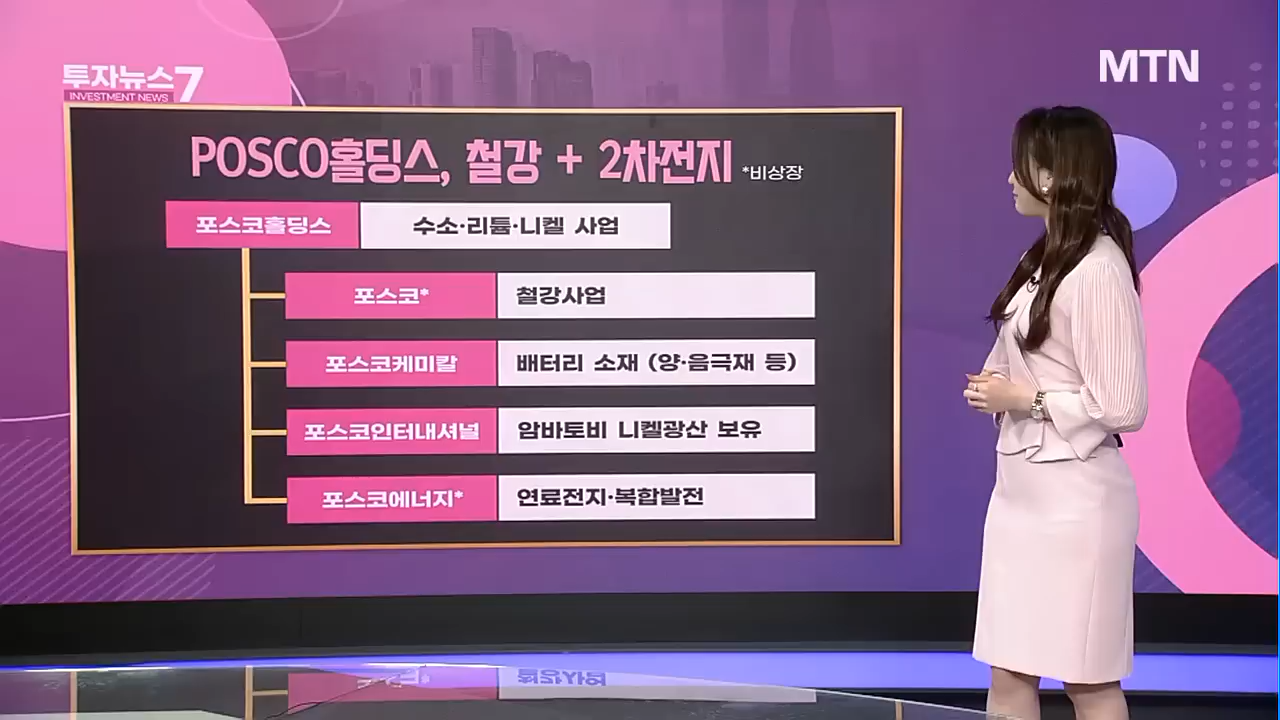 투자뉴스7
INVESTMENT NEWS
MTN
POSCO홀딩스, 철강 + 2차전지 *비상장
포스코홀딩스 수소·리튬·니켈 사업
포스코* 철강사업
포스코케미칼 배터리 소재 (양·음극재 등)
포스코인터내셔널 암바토비 니켈광산 보유
포스코에너지* 연료전지·복합발전